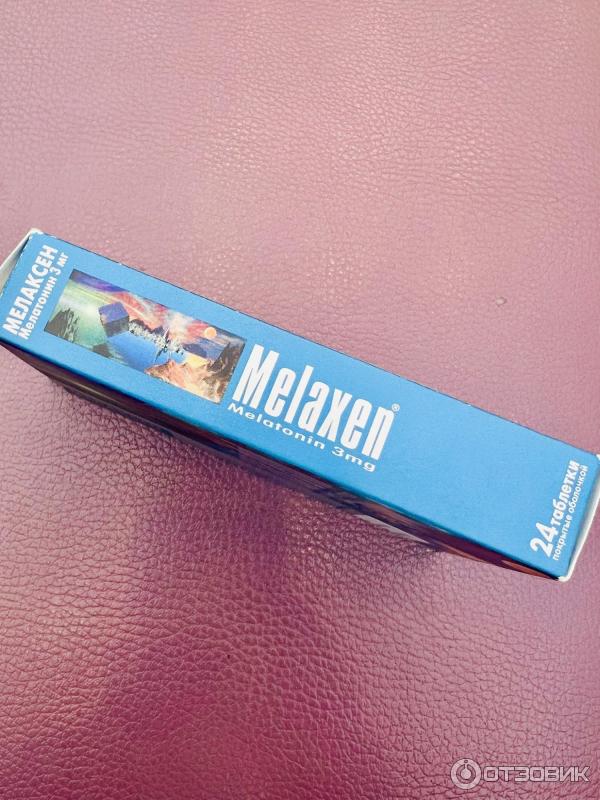 МЕЛАКСЕН
Мелатонин 3 мг
Melaxen®
Melatonin 3mg
24 таблетки
покрытые оболочкой
ОТЗОВИК